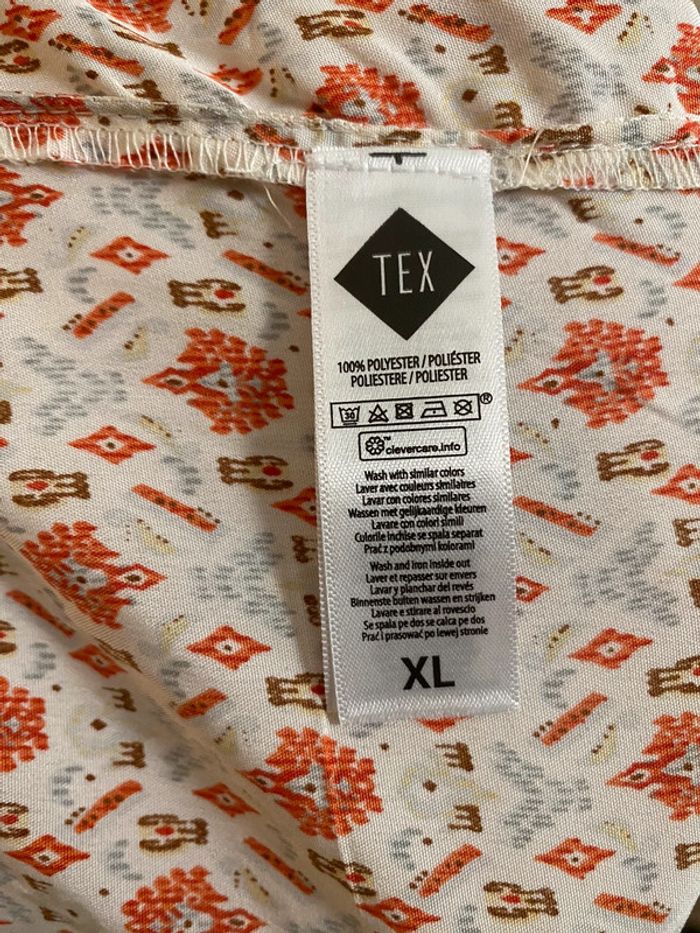 TEX
100% POLYESTER / POLIÉSTER
POLIESTERE / POLIESTER
30
®
™ clevercare.info
Wash with similar colors
Laver avec couleurs similaires
Lavar con colores similares
Wassen met gelijkaardige kleuren
Lavare con colori simili
Culorile inchise se spala separat
Prać z podobnymi kolorami
Wash and iron inside out
Laver et repasser sur envers
Lavar y planchar del revés
Binnenste buiten wassen en strijken
Lavare e stirare al rovescio
Se spala pe dos se calca pe dos
Prać i prasować po lewej stronie
XL